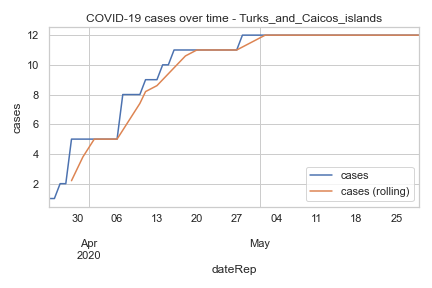 COVID-19 cases over time - Turks_and_Caicos_islands
cases
12
10
8
6
4
2
cases
cases (rolling)
30 06 13 20 27 04 11 18 25
Apr May
2020
dateRep